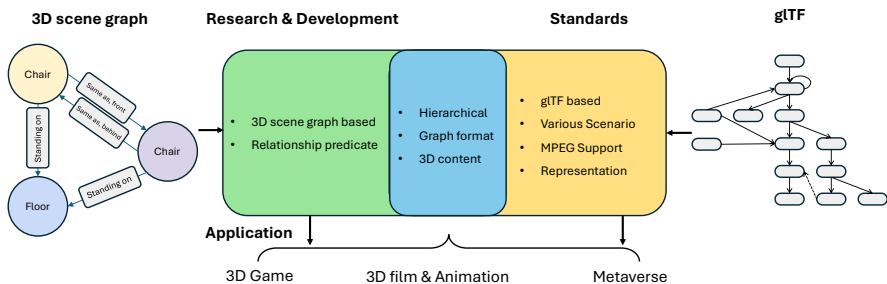 3D scene graph
Research & Development
Standards
glTF
Chair
Same as, front
Same as, behind
Standing on
Chair
Standing on
Floor
• 3D scene graph based
• Relationship predicate
• Hierarchical
• Graph format
• 3D content
• glTF based
• Various Scenario
• MPEG Support
• Representation
Application
3D Game
3D film & Animation
Metaverse